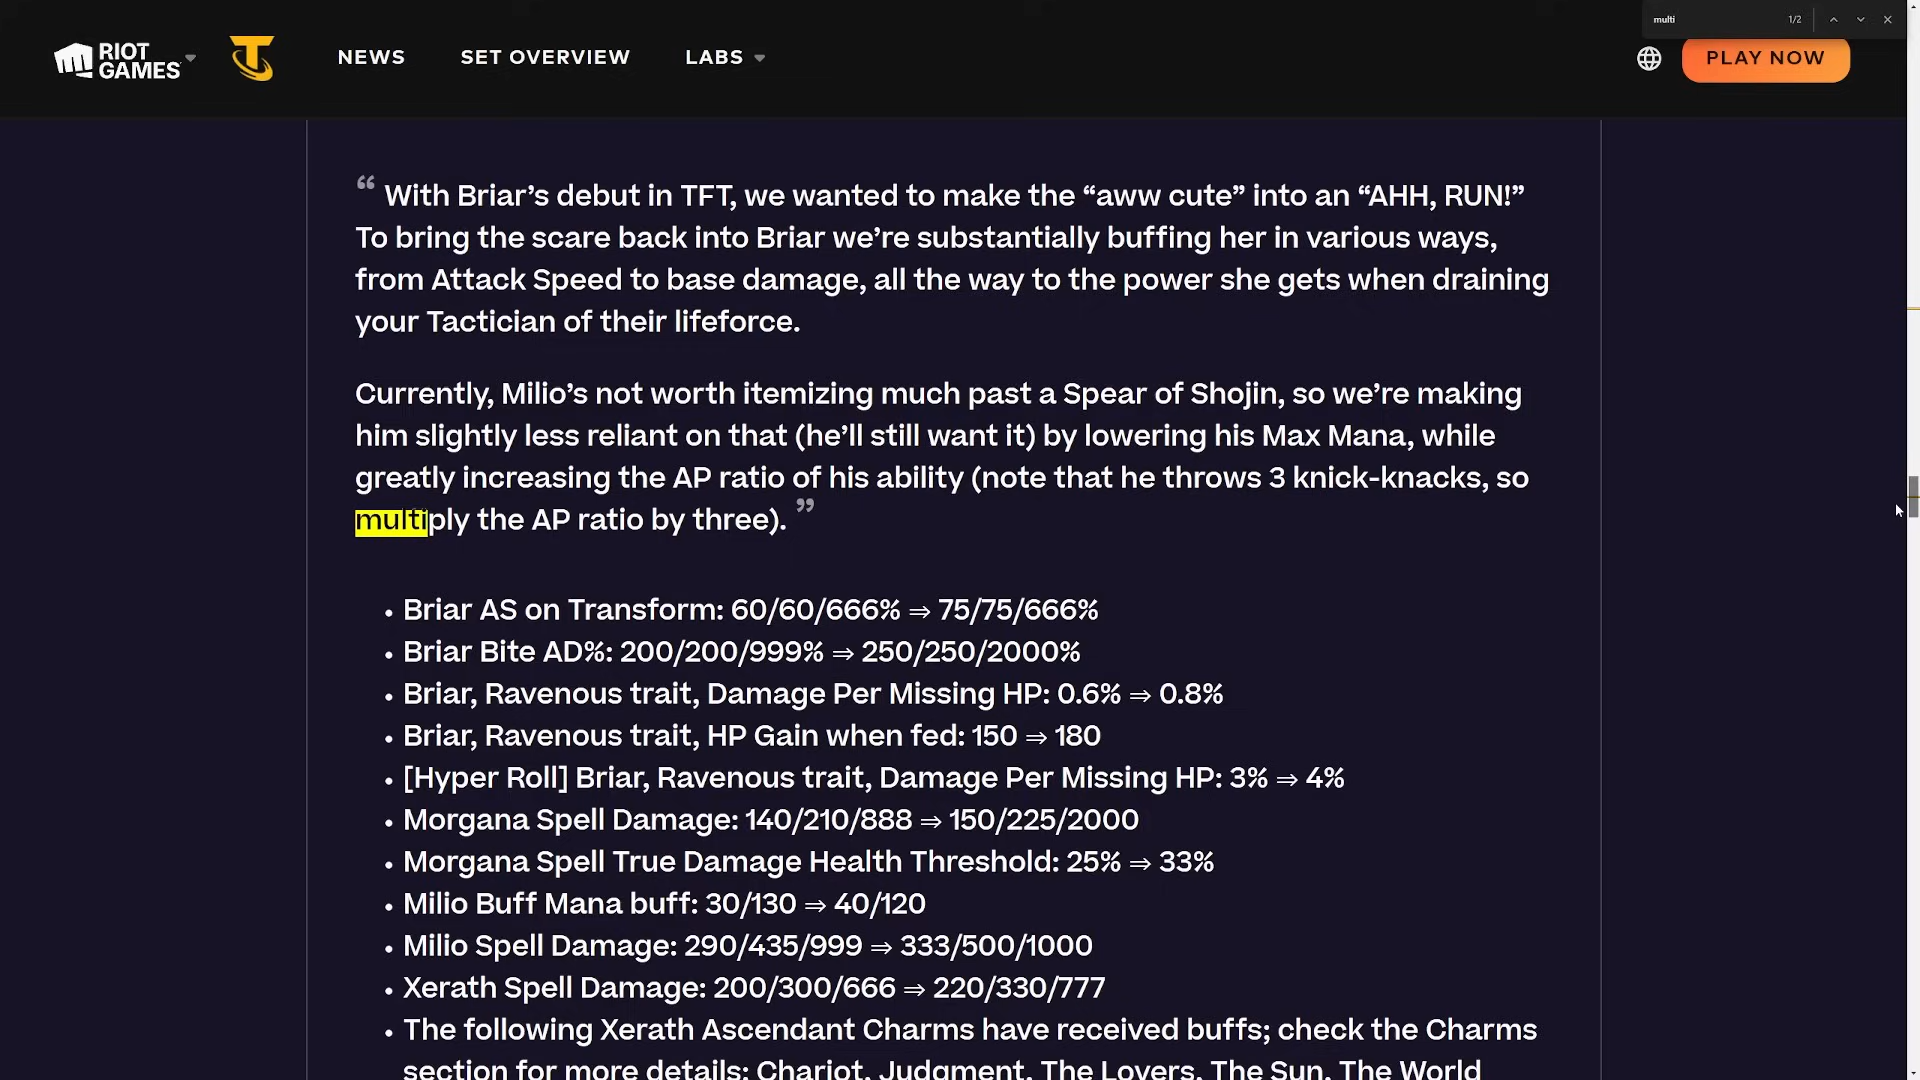 multi 1/2
RIOT GAMES NEWS SET OVERVIEW LABS PLAY NOW
“ With Briar’s debut in TFT, we wanted to make the “aww cute” into an “AHH, RUN!”
To bring the scare back into Briar we’re substantially buffing her in various ways,
from Attack Speed to base damage, all the way to the power she gets when draining
your Tactician of their lifeforce.
Currently, Milio’s not worth itemizing much past a Spear of Shojin, so we’re making
him slightly less reliant on that (he’ll still want it) by lowering his Max Mana, while
greatly increasing the AP ratio of his ability (note that he throws 3 knick-knacks, so
multiply the AP ratio by three). ”
• Briar AS on Transform: 60/60/666% ⇒ 75/75/666%
• Briar Bite AD%: 200/200/999% ⇒ 250/250/2000%
• Briar, Ravenous trait, Damage Per Missing HP: 0.6% ⇒ 0.8%
• Briar, Ravenous trait, HP Gain when fed: 150 ⇒ 180
• [Hyper Roll] Briar, Ravenous trait, Damage Per Missing HP: 3% ⇒ 4%
• Morgana Spell Damage: 140/210/888 ⇒ 150/225/2000
• Morgana Spell True Damage Health Threshold: 25% ⇒ 33%
• Milio Buff Mana buff: 30/130 ⇒ 40/120
• Milio Spell Damage: 290/435/999 ⇒ 333/500/1000
• Xerath Spell Damage: 200/300/666 ⇒ 220/330/777
• The following Xerath Ascendant Charms have received buffs; check the Charms
section for more details: Chariot, Judgment, The Lovers, The Sun, The World